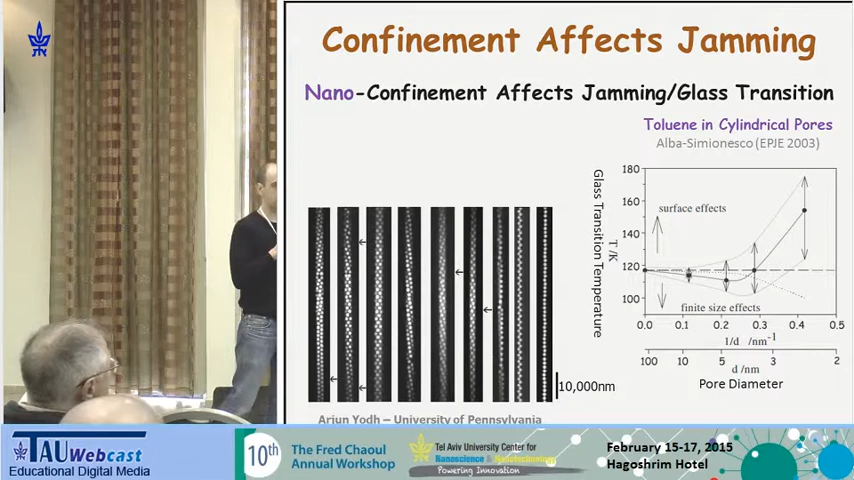 Confinement Affects Jamming
Nano-Confinement Affects Jamming/Glass Transition
Toluene in Cylindrical Pores
Alba-Simionesco (EPJE 2003)
Glass Transition Temperature
T /K
180
160
140
120
100
surface effects
finite size effects
0.0 0.1 0.2 0.3 0.4 0.5
1/d /nm⁻¹
100 10 5 3 2
d /nm
Pore Diameter
10,000nm
Arjun Yodh – University of Pennsylvania
TAU Webcast
Educational Digital Media
10th
The Fred Chaoul
Annual Workshop
Tel Aviv University Center for
Nanoscience & Nanotechnology
Powering Innovation
February 15-17, 2015
Hagoshrim Hotel